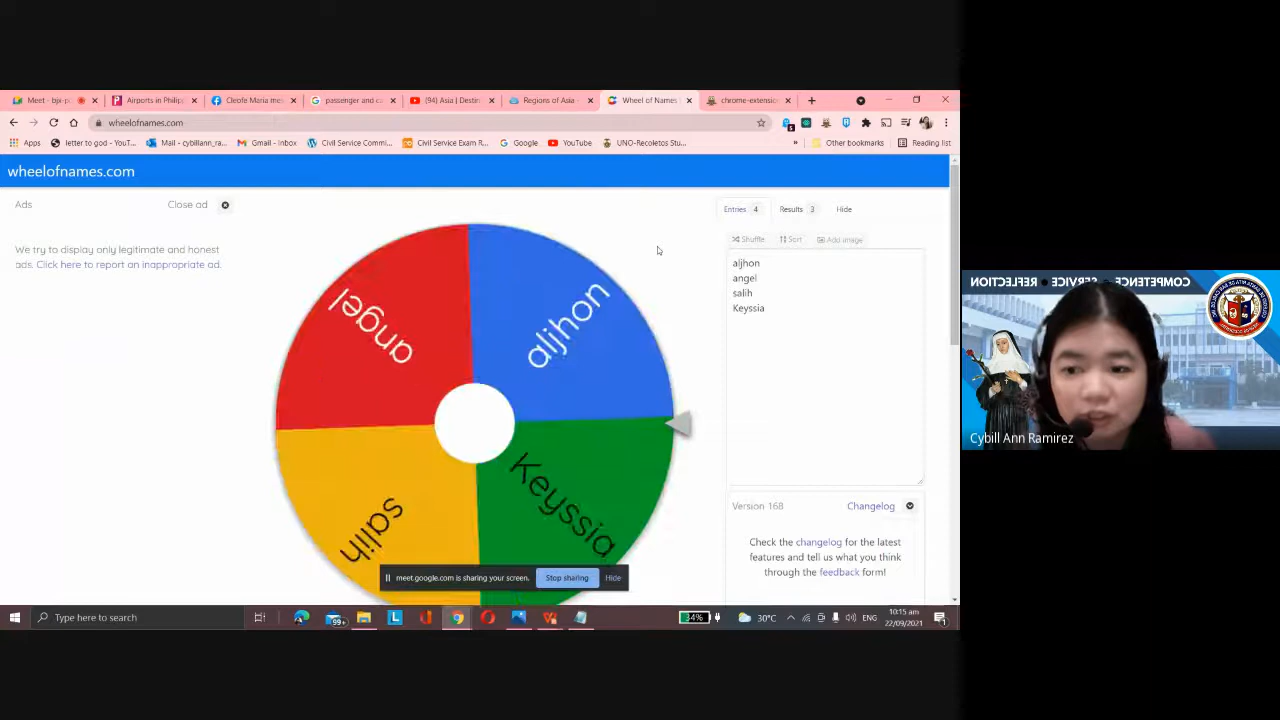 Meet - bjx-p
Airports in Philip
Cleofe Maria me
passenger and ca
(94) Asia | Destin
Regions of Asia -
Wheel of Names
chrome-extension
wheelofnames.com
Apps
letter to god - YouT...
Mail - cybillann_ra...
Gmail - Inbox
Civil Service Commi...
Civil Service Exam R...
Google
YouTube
UNO-Recoletos Stu...
»
Other bookmarks
Reading list
wheelofnames.com
Ads
Close ad
We try to display only legitimate and honest
ads. Click here to report an inappropriate ad.
angel
aljhon
salih
Keyssia
Entries 4
Results 3
Hide
Shuffle
Sort
Add image
aljhon
angel
salih
Keyssia
Version 168
Changelog
Check the changelog for the latest
features and tell us what you think
through the feedback form!
meet.google.com is sharing your screen.
Stop sharing
Hide
Type here to search
99+
34%
30°C
ENG
10:15 am
22/09/2021
COMPETENCE ● SERVICE ● REFLECTION
Cybill Ann Ramirez